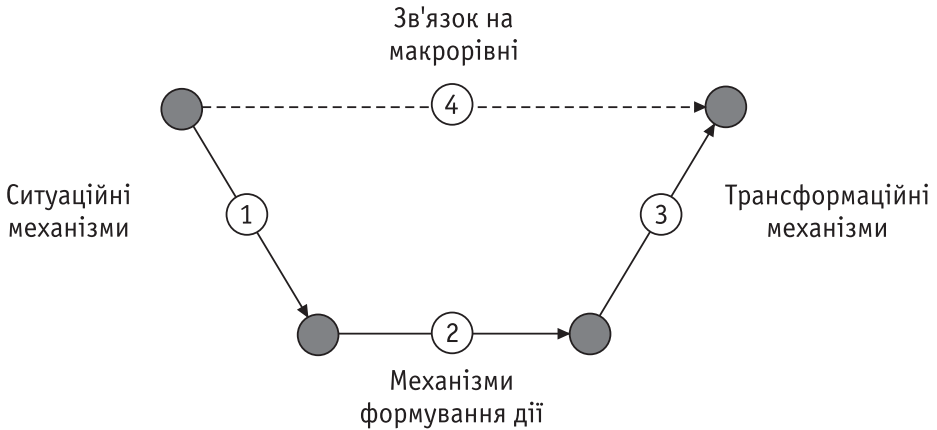 Зв'язок на
макрорівні
4
Ситуаційні
механізми
1
3
Трансформаційні
механізми
2
Механізми
формування дії